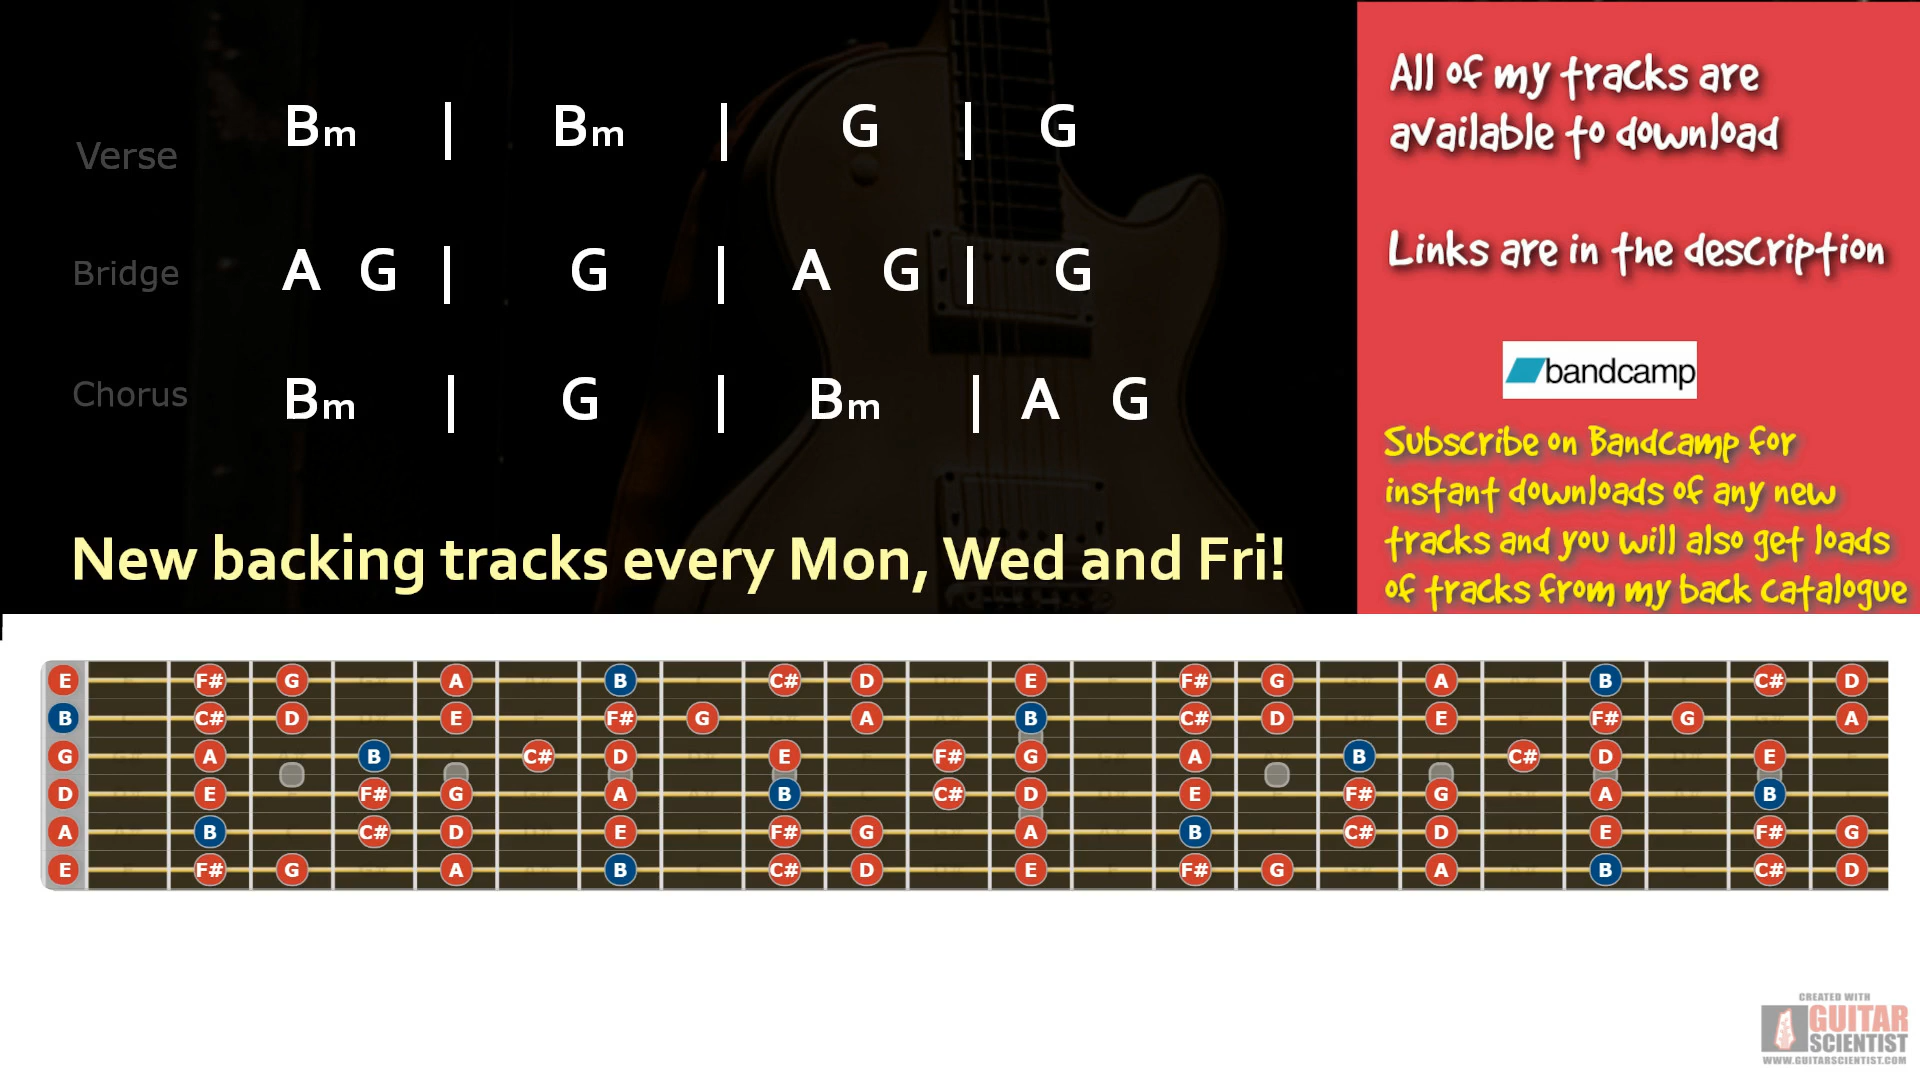 Verse Bm | Bm | G | G
Bridge A G | G | A G | G
Chorus Bm | G | Bm | A G
New backing tracks every Mon, Wed and Fri!
All of my tracks are
available to download
Links are in the description
bandcamp
Subscribe on Bandcamp for
instant downloads of any new
tracks and you will also get loads
of tracks from my back catalogue
E F# G A B C# D E F# G A B C# D
B C# D E F# G A B C# D E F# G A
G A B C# D E F# G A B C# D E
D E F# G A B C# D E F# G A B
A B C# D E F# G A B C# D E F# G
E F# G A B C# D E F# G A B C# D
CREATED WITH
GUITAR
SCIENTIST
WWW.GUITARSCIENTIST.COM